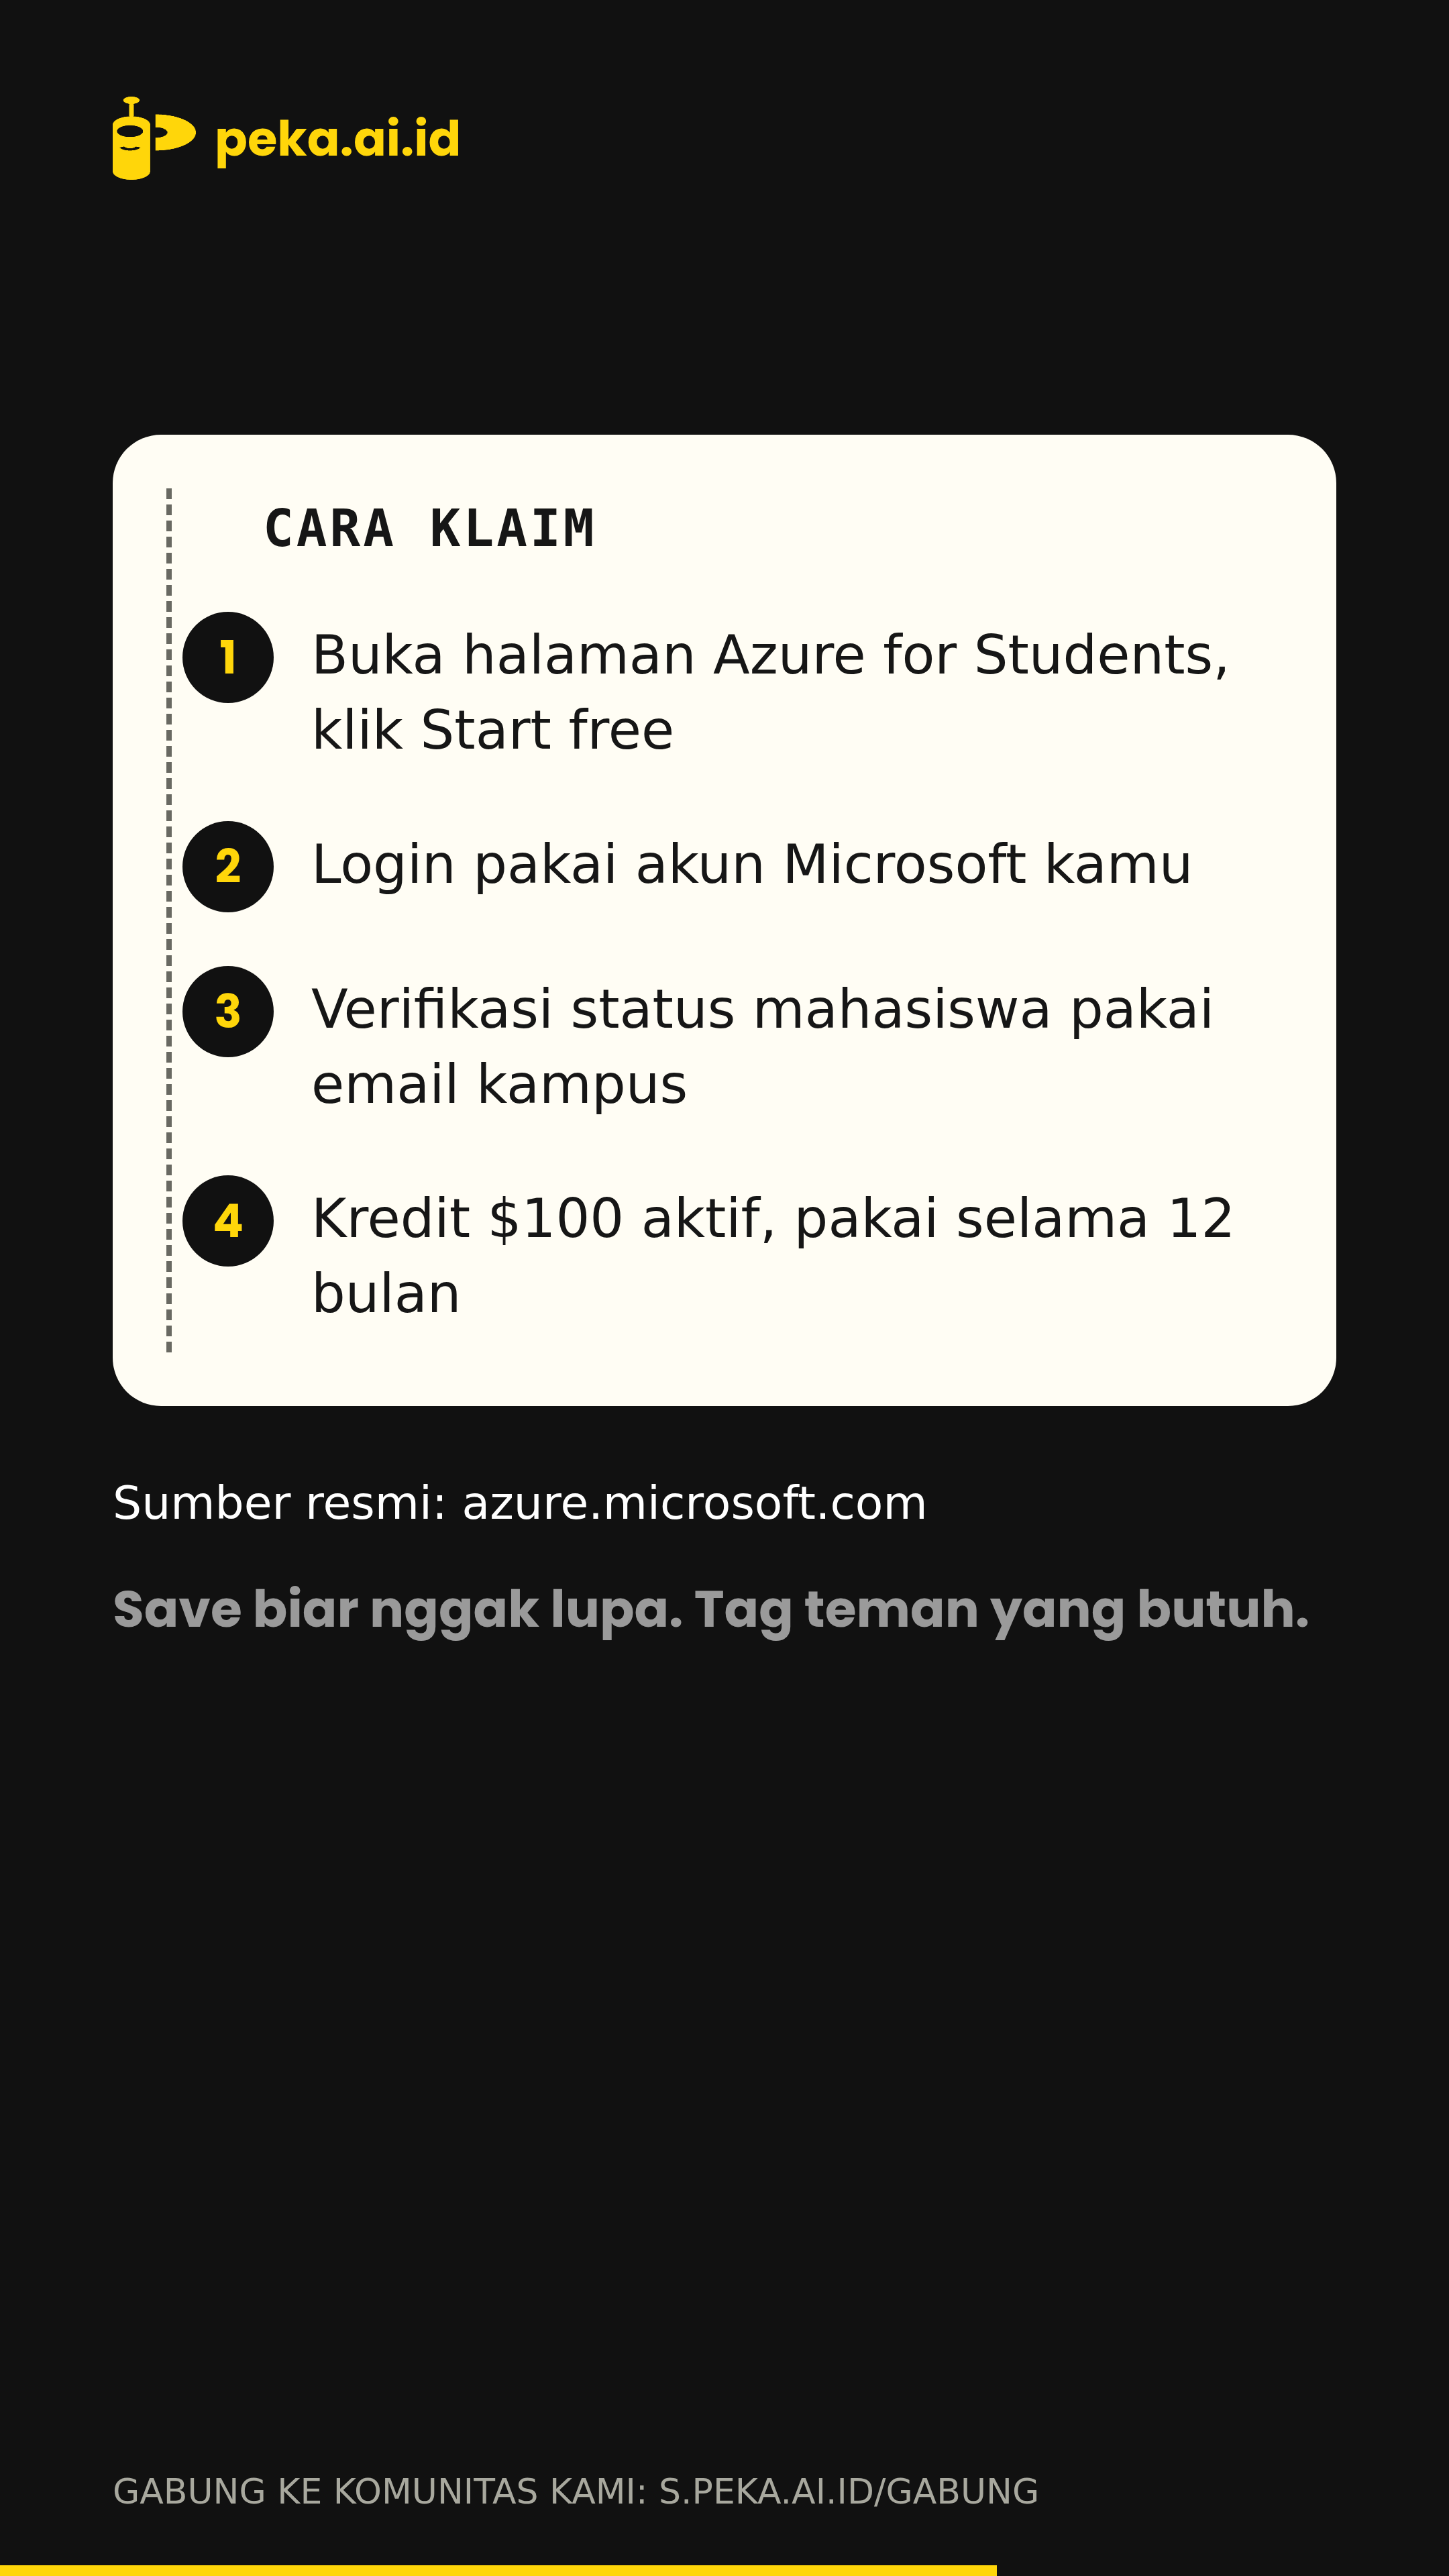 peka.ai.id
CARA KLAIM
1
Buka halaman Azure for Students,
klik Start free
2
Login pakai akun Microsoft kamu
3
Verifikasi status mahasiswa pakai
email kampus
4
Kredit $100 aktif, pakai selama 12
bulan
Sumber resmi: azure.microsoft.com
Save biar nggak lupa. Tag teman yang butuh.
GABUNG KE KOMUNITAS KAMI: S.PEKA.AI.ID/GABUNG